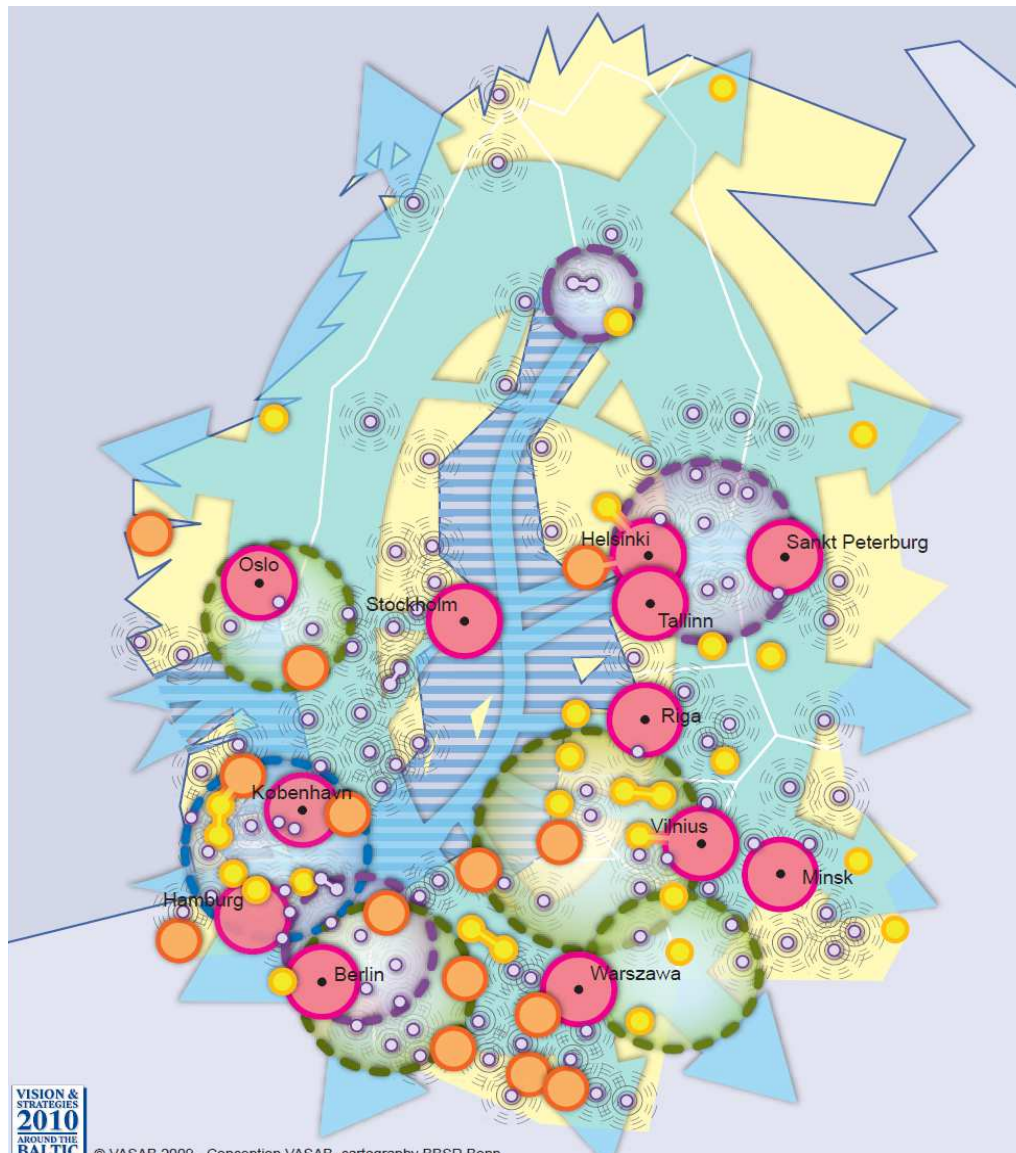 Helsinki
Sankt Peterburg
Oslo
Stockholm
Tallinn
Riga
København
Vilnius
Minsk
Hamburg
Berlin
Warszawa
VISION &
STRATEGIES
2010
AROUND THE
BALTIC
© VASAB 2009 - Conception VASAB, cartography BBSR Bonn